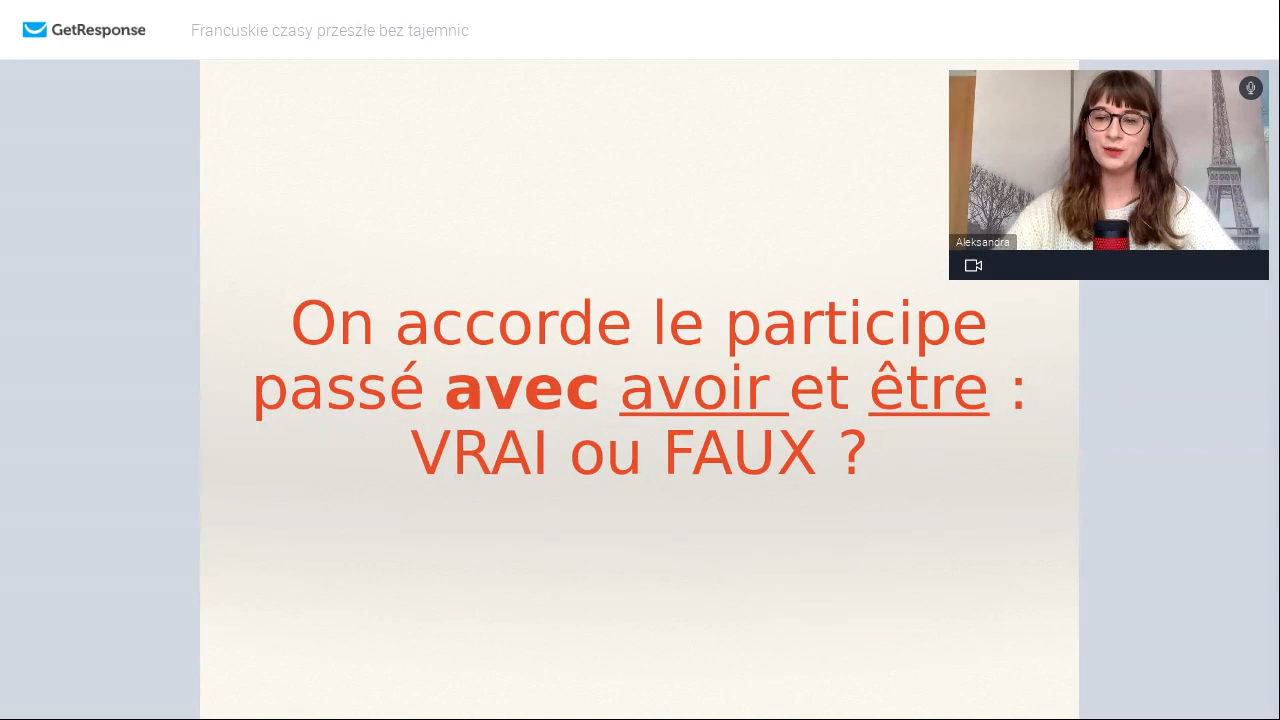 GetResponse
Francuskie czasy przeszłe bez tajemnic
Aleksandra
On accorde le participe
passé avec avoir et être :
VRAI ou FAUX ?